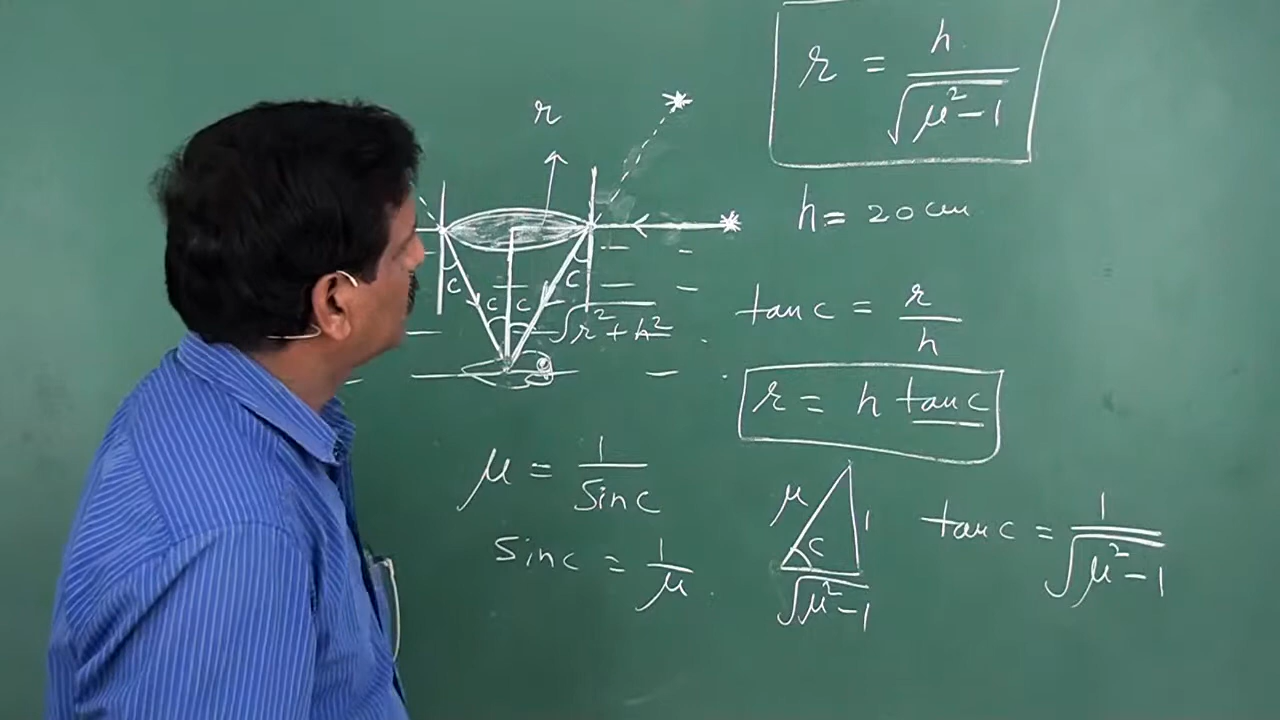 r
r = h / √(μ² - 1)
h = 20 cm
c c c c
√(r² + h²)
tan c = r / h
r = h tan c
μ = 1 / Sin c
Sin c = 1 / μ
μ 1 c
√(μ² - 1)
tan c = 1 / √(μ² - 1)